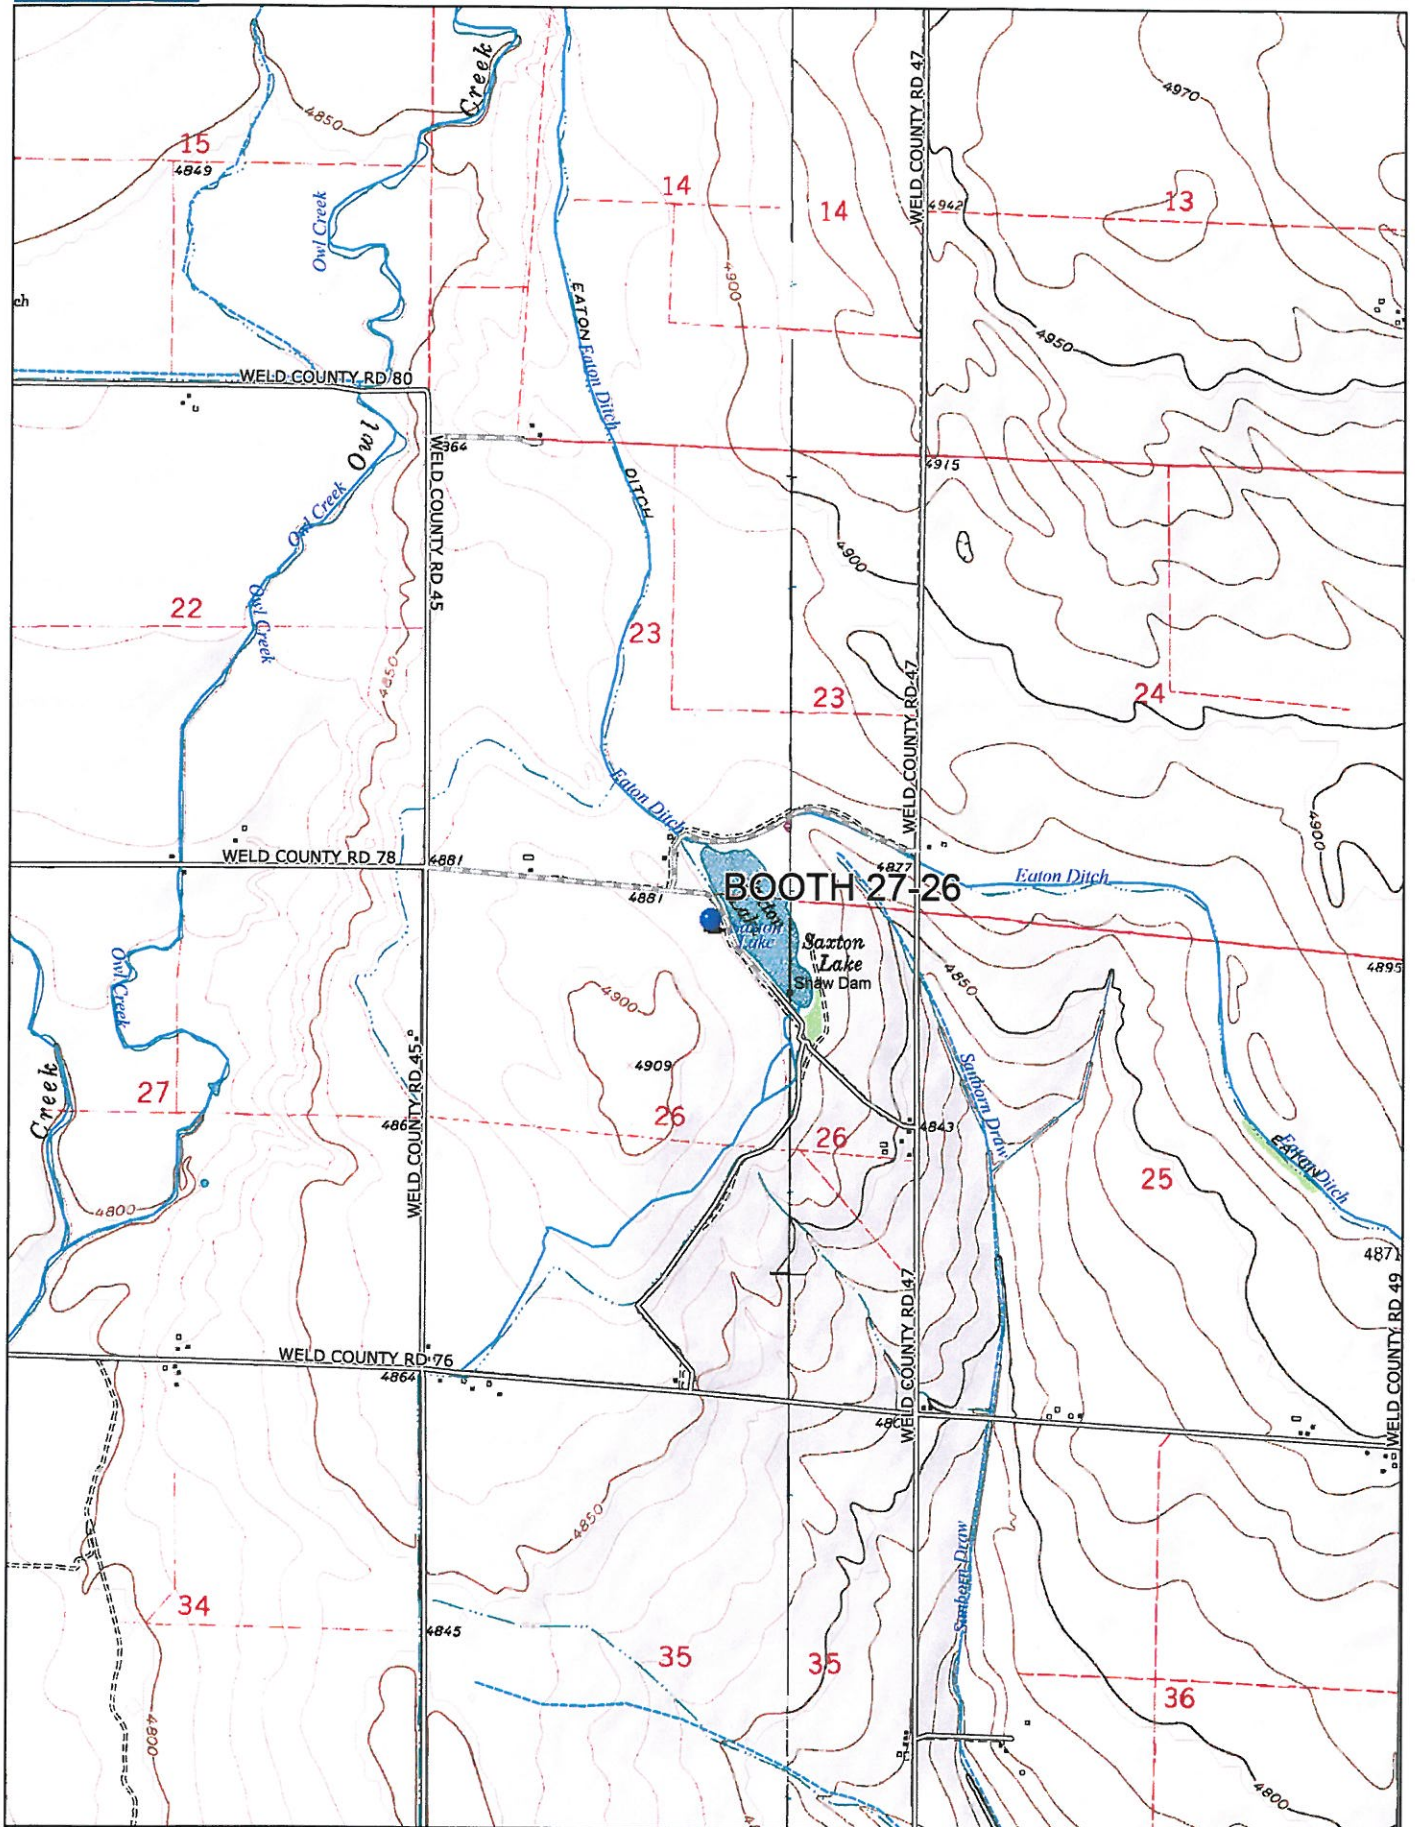 Creek
WELD COUNTY RD 47
4970
4850
15
4849
14
14
4942
13
Owl Creek
4900
ch
EATON
Eaton Ditch
4950
WELD COUNTY RD 80
Owl
WELD COUNTY RD 45
4915
DITCH
Owl Creek
4900
Owl Creek
22
23
4850
WELD COUNTY RD 47
23
24
Eaton Ditch
4900
WELD COUNTY RD 78
4881
4877
Eaton Ditch
4881
BOOTH 27-26
Saxton
Lake
Saxton
Lake
Shaw Dam
4850
4895
Owl Creek
4900
WELD COUNTY RD 45
4909
Creek
27
26
26
4843
Sanborn Draw
25
EATON
Eaton Ditch
4800
4871
WELD COUNTY RD 47
WELD COUNTY RD 49
WELD COUNTY RD 76
4864
4850
34
4845
35
35
Sanborn Draw
36
4800
4800